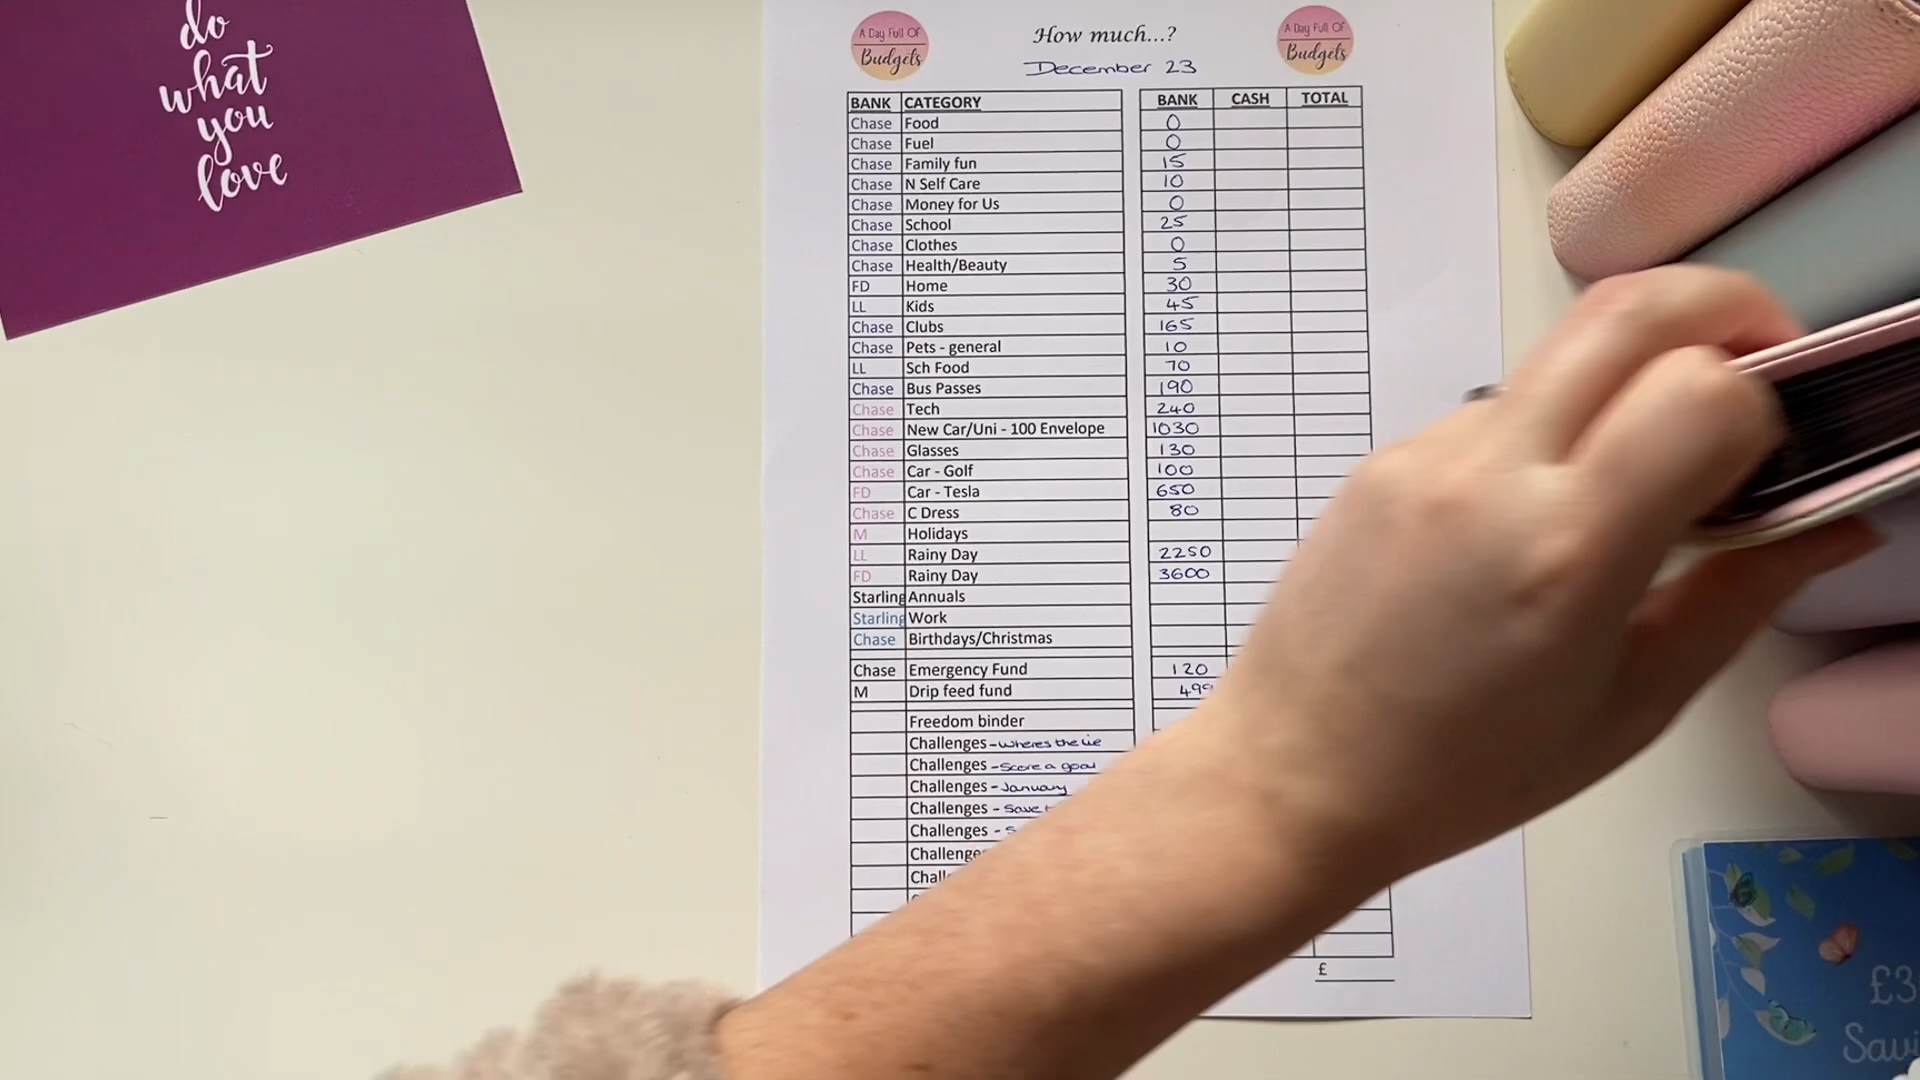 do
what
you
love
A Day Full Of
Budgets
How much...?
December 23
A Day Full Of
Budgets
BANK CATEGORY BANK CASH TOTAL
Chase Food 0
Chase Fuel 0
Chase Family fun 15
Chase N Self Care 10
Chase Money for Us 0
Chase School 25
Chase Clothes 0
Chase Health/Beauty 5
FD Home 30
LL Kids 45
Chase Clubs 165
Chase Pets - general 10
LL Sch Food 70
Chase Bus Passes 190
Chase Tech 240
Chase New Car/Uni - 100 Envelope 1030
Chase Glasses 130
Chase Car - Golf 100
FD Car - Tesla 650
Chase C Dress 80
M Holidays
LL Rainy Day 2250
FD Rainy Day 3600
Starling Annuals
Starling Work
Chase Birthdays/Christmas
Chase Emergency Fund 120
M Drip feed fund
Freedom binder
Challenges - wheres the lie
Challenges - Score a goal
Challenges - January
Challenges - Save
Challenges -
£
£3